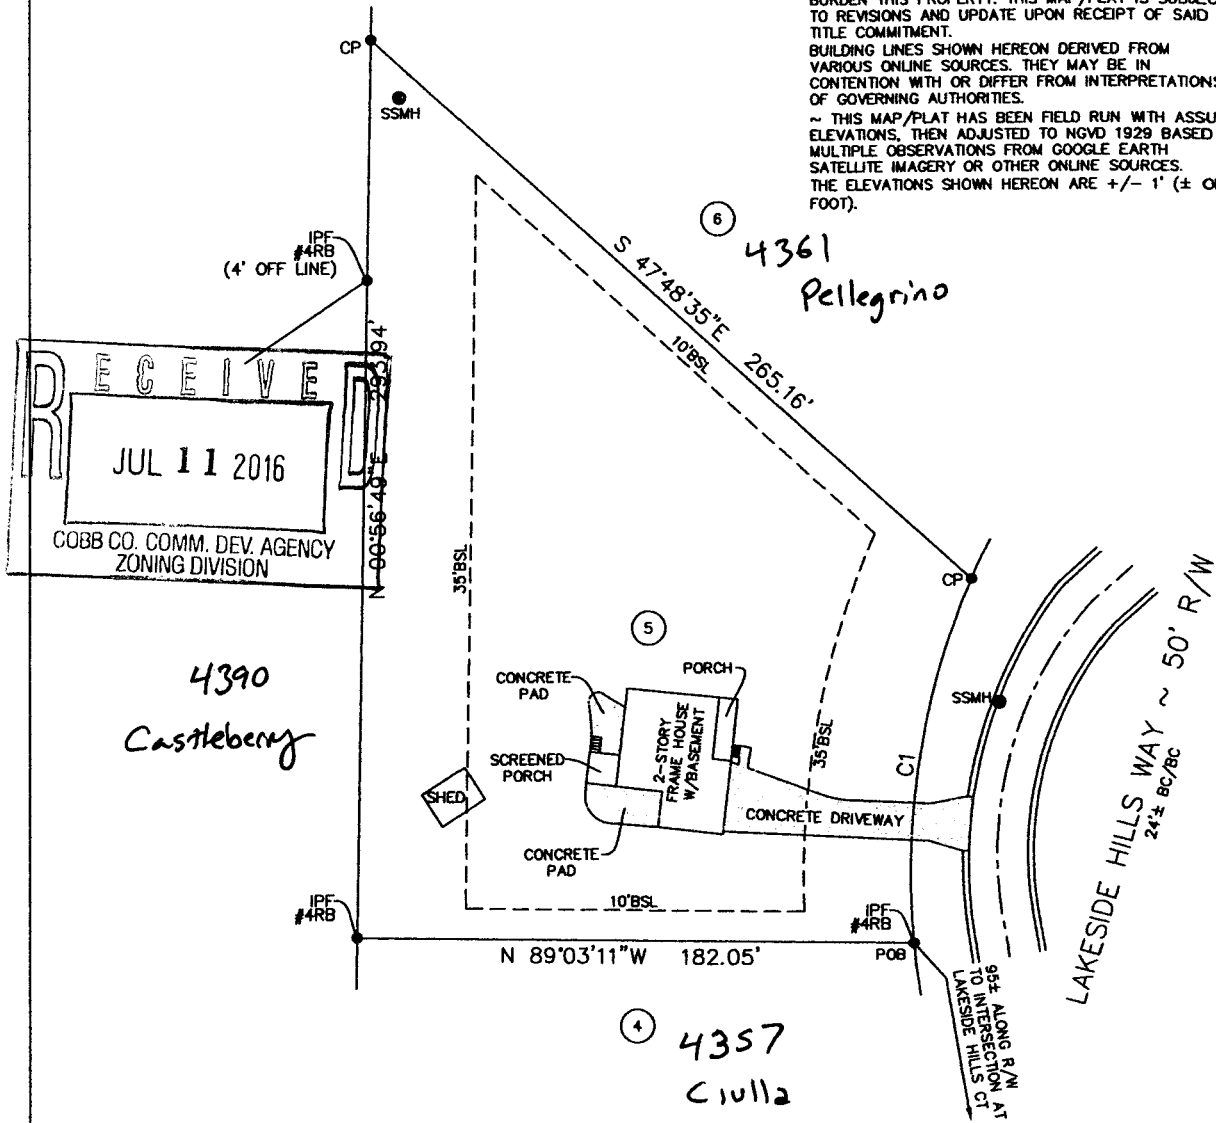 TO REVISIONS AND UPDATE UPON RECEIPT OF SAID
TITLE COMMITMENT.
BUILDING LINES SHOWN HEREON DERIVED FROM
VARIOUS ONLINE SOURCES. THEY MAY BE IN
CONTENTION WITH OR DIFFER FROM INTERPRETATIONS
OF GOVERNING AUTHORITIES.
~ THIS MAP/PLAT HAS BEEN FIELD RUN WITH ASSU
ELEVATIONS, THEN ADJUSTED TO NGVD 1929 BASED
MULTIPLE OBSERVATIONS FROM GOOGLE EARTH
SATELLITE IMAGERY OR OTHER ONLINE SOURCES.
THE ELEVATIONS SHOWN HEREON ARE +/- 1' (±
FOOT).
CP
SSMH
6
4361
Pellegrino
S 47°48'35"E 265.16'
10'BSL
IPF
#4RB
(4' OFF LINE)
RECEIVED
JUL 11 2016
COBB CO. COMM. DEV. AGENCY
ZONING DIVISION
N 00°56'49"E 293.94'
35'BSL
CP
5
4390
Castleberry
CONCRETE
PAD
PORCH
SCREENED
PORCH
2-STORY
FRAME HOUSE
W/BASEMENT
SHED
CONCRETE
PAD
CONCRETE DRIVEWAY
35'BSL
C1
SSMH
LAKESIDE HILLS WAY ~ 50' R/W
24'± BC/BC
10'BSL
IPF
#4RB
IPF
#4RB
POB
N 89°03'11"W 182.05'
95± ALONG R/W
TO INTERSECTION AT
LAKESIDE HILLS CT
4
4357
Ciulla